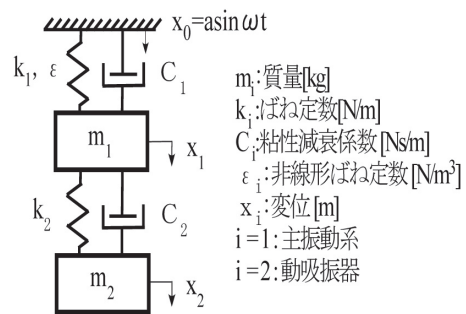 x₀=asinωt
k₁, ε
C₁
m₁
x₁
k₂
C₂
m₂
x₂
mᵢ:質量[kg]
kᵢ:ばね定数[N/m]
Cᵢ:粘性減衰係数[Ns/m]
εᵢ:非線形ばね定数[N/m³]
xᵢ:変位[m]
i=1:主振動系
i=2:動吸振器